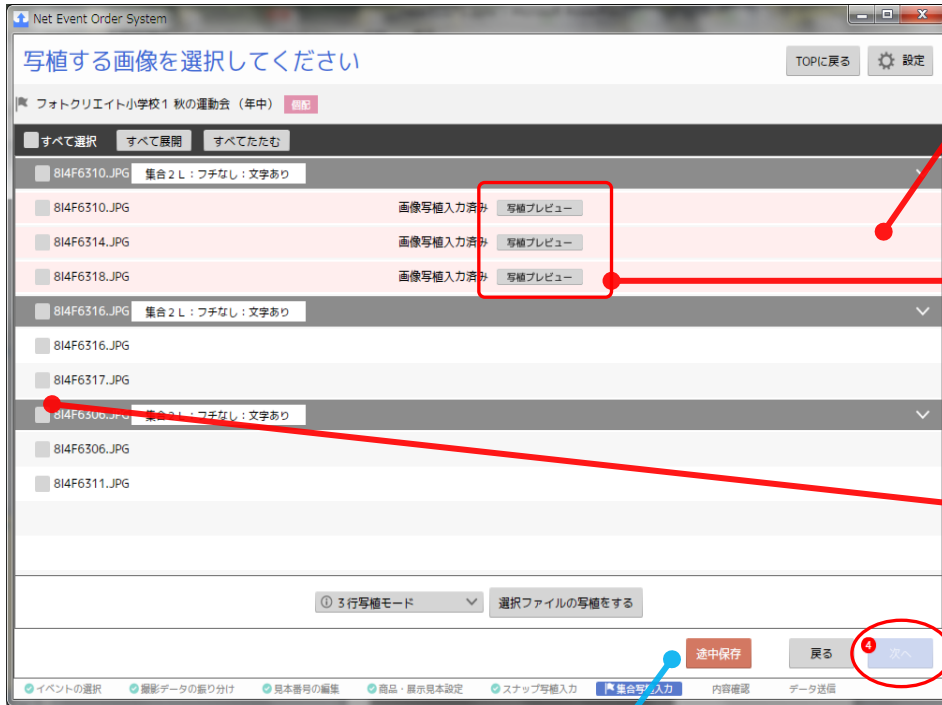 Net Event Order System
写植する画像を選択してください
TOPに戻る 設定
フォトクリエイト小学校1 秋の運動会 (年中) 個配
すべて選択 すべて展開 すべてたたむ
8I4F6310.JPG 集合2L:フチなし:文字あり
8I4F6310.JPG 画像写植入力済み 写植プレビュー
8I4F6314.JPG 画像写植入力済み 写植プレビュー
8I4F6318.JPG 画像写植入力済み 写植プレビュー
8I4F6316.JPG 集合2L:フチなし:文字あり
8I4F6316.JPG
8I4F6317.JPG
8I4F6306.JPG 集合2L:フチなし:文字あり
8I4F6306.JPG
8I4F6311.JPG
3行写植モード 選択ファイルの写植をする
途中保存 戻る 4 次へ
イベントの選択 撮影データの振り分け 見本番号の編集 商品・展示見本設定 スナップ写植入力 集合写植入力 内容確認 データ送信